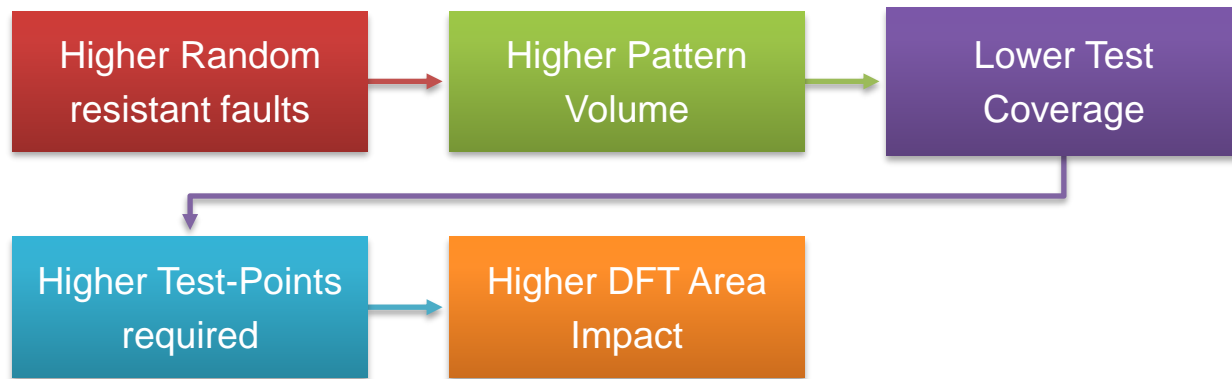 Higher Random
resistant faults
Higher Pattern
Volume
Lower Test
Coverage
Higher Test-Points
required
Higher DFT Area
Impact